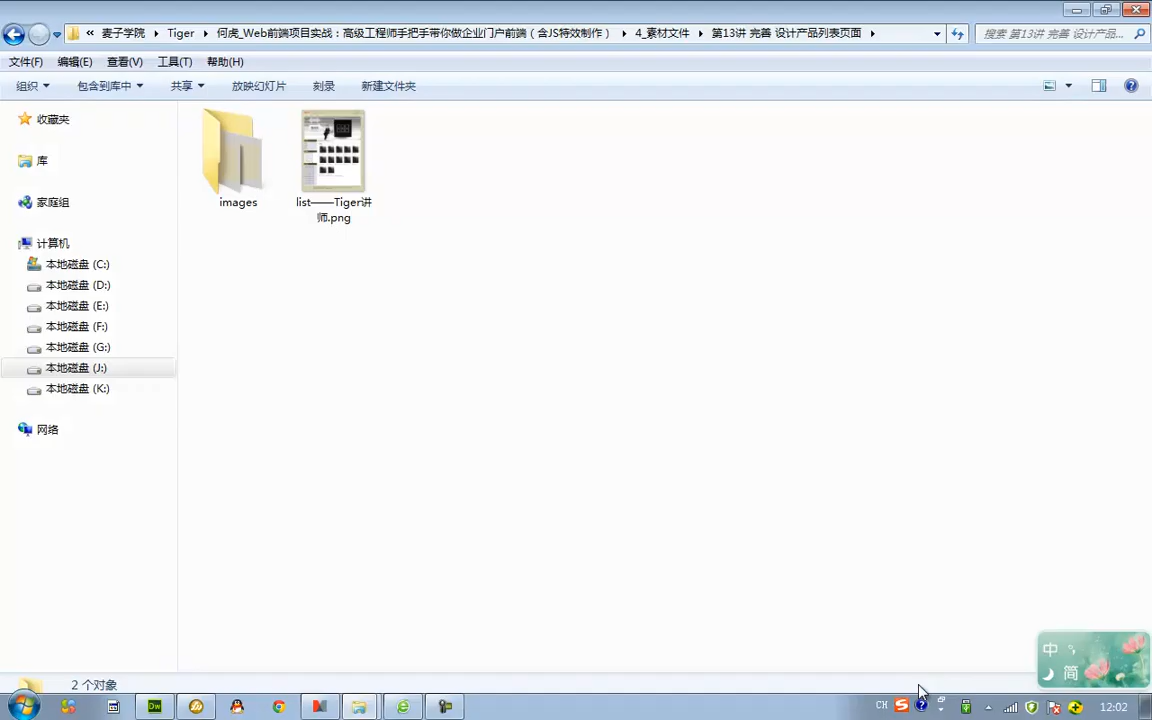 « 麦子学院 Tiger 何虎_Web前端项目实战：高级工程师手把手带你做企业门户前端（含JS特效制作） 4_素材文件 第13讲 完善 设计产品列表页面
搜索 第13讲 完善 设计产品...
文件(F) 编辑(E) 查看(V) 工具(T) 帮助(H)
组织 包含到库中 共享 放映幻灯片 刻录 新建文件夹
收藏夹
库
家庭组
计算机
本地磁盘 (C:)
本地磁盘 (D:)
本地磁盘 (E:)
本地磁盘 (F:)
本地磁盘 (G:)
本地磁盘 (J:)
本地磁盘 (K:)
网络
images
list——Tiger讲
师.png
中 °,
简
2 个对象
Dw
CH
12:02